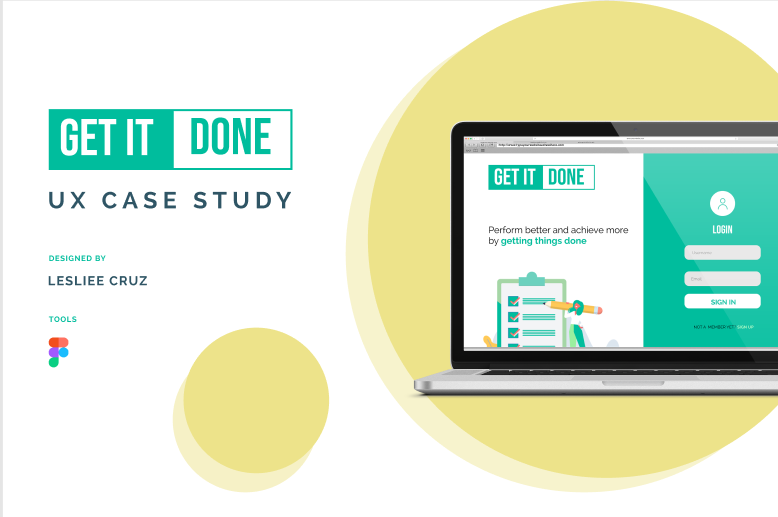 GET IT DONE
UX CASE STUDY
DESIGNED BY
LESLIEE CRUZ
TOOLS
GET IT DONE
Perform better and achieve more
by getting things done
LOGIN
Email
SIGN IN
NOT A MEMBER YET? SIGN UP